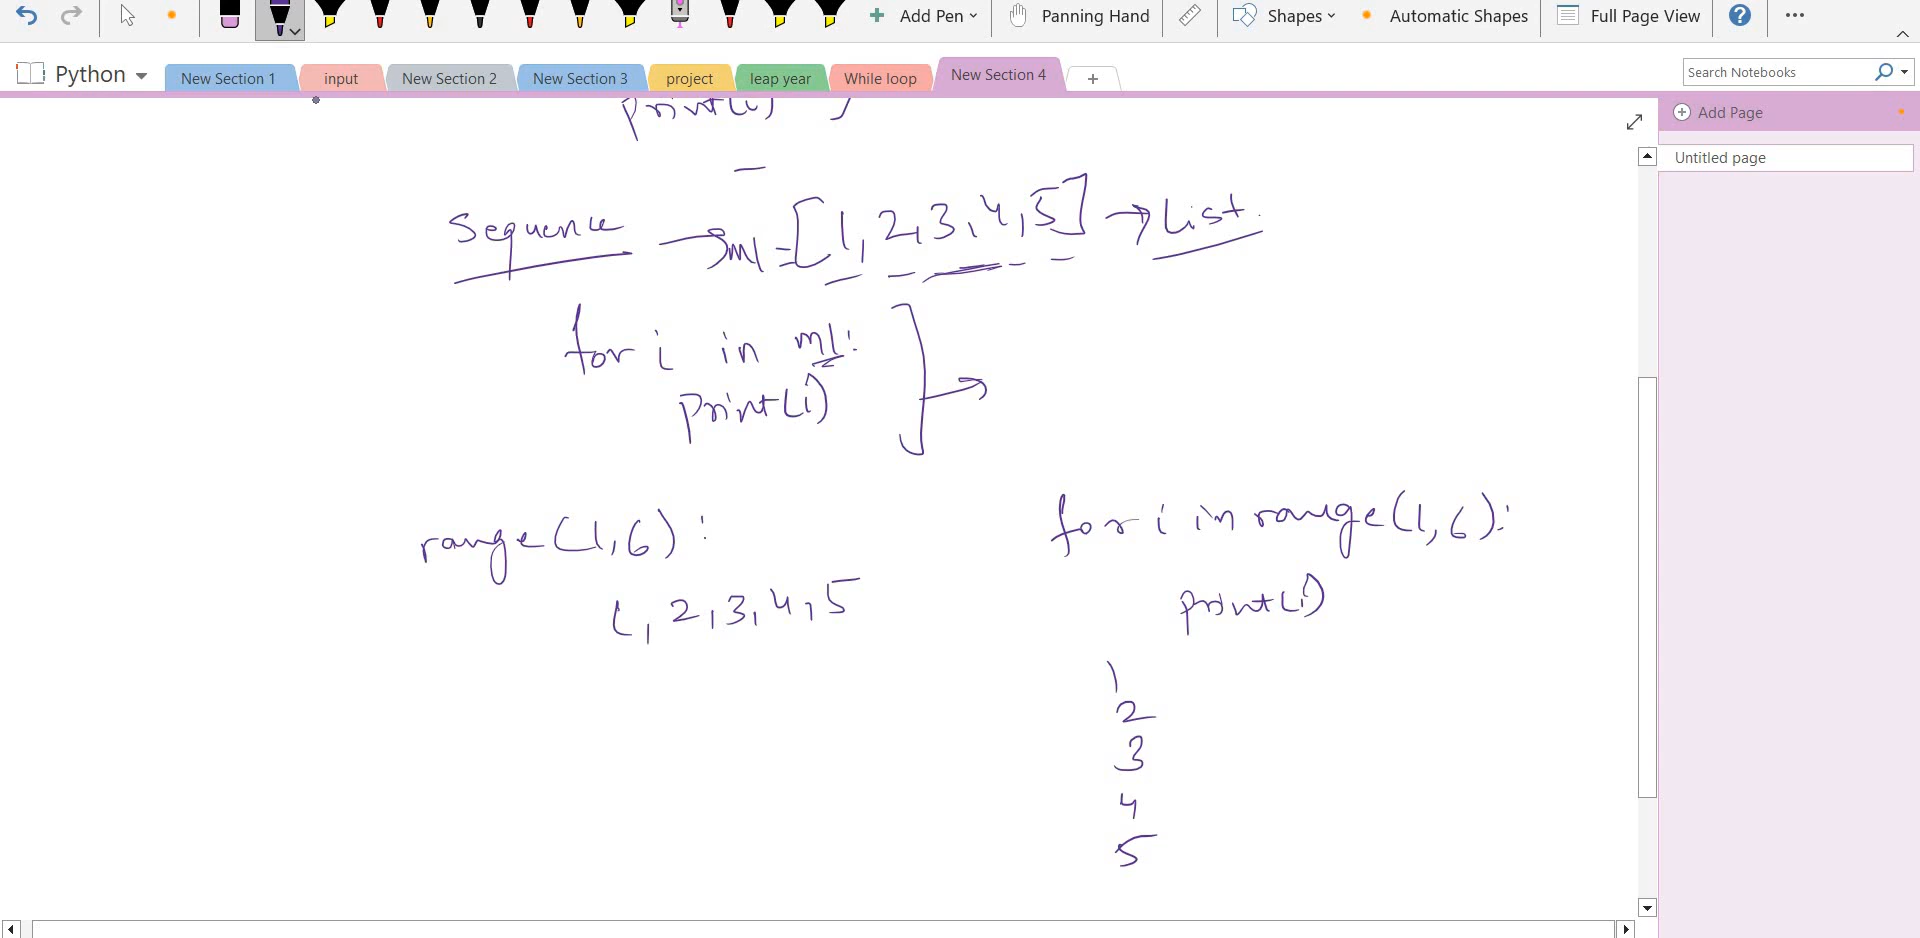 Add Pen
Panning Hand
Shapes
Automatic Shapes
Full Page View
?
Python
New Section 1
input
New Section 2
New Section 3
project
leap year
While loop
New Section 4
+
Search Notebooks
Add Page
Untitled page
print(i)
Sequence → ml = [1, 2, 3, 4, 5] → List.
for i in ml:
print(i)
range(1,6):
1, 2, 3, 4, 5
for i in range(1,6):
print(i)
1
2
3
4
5